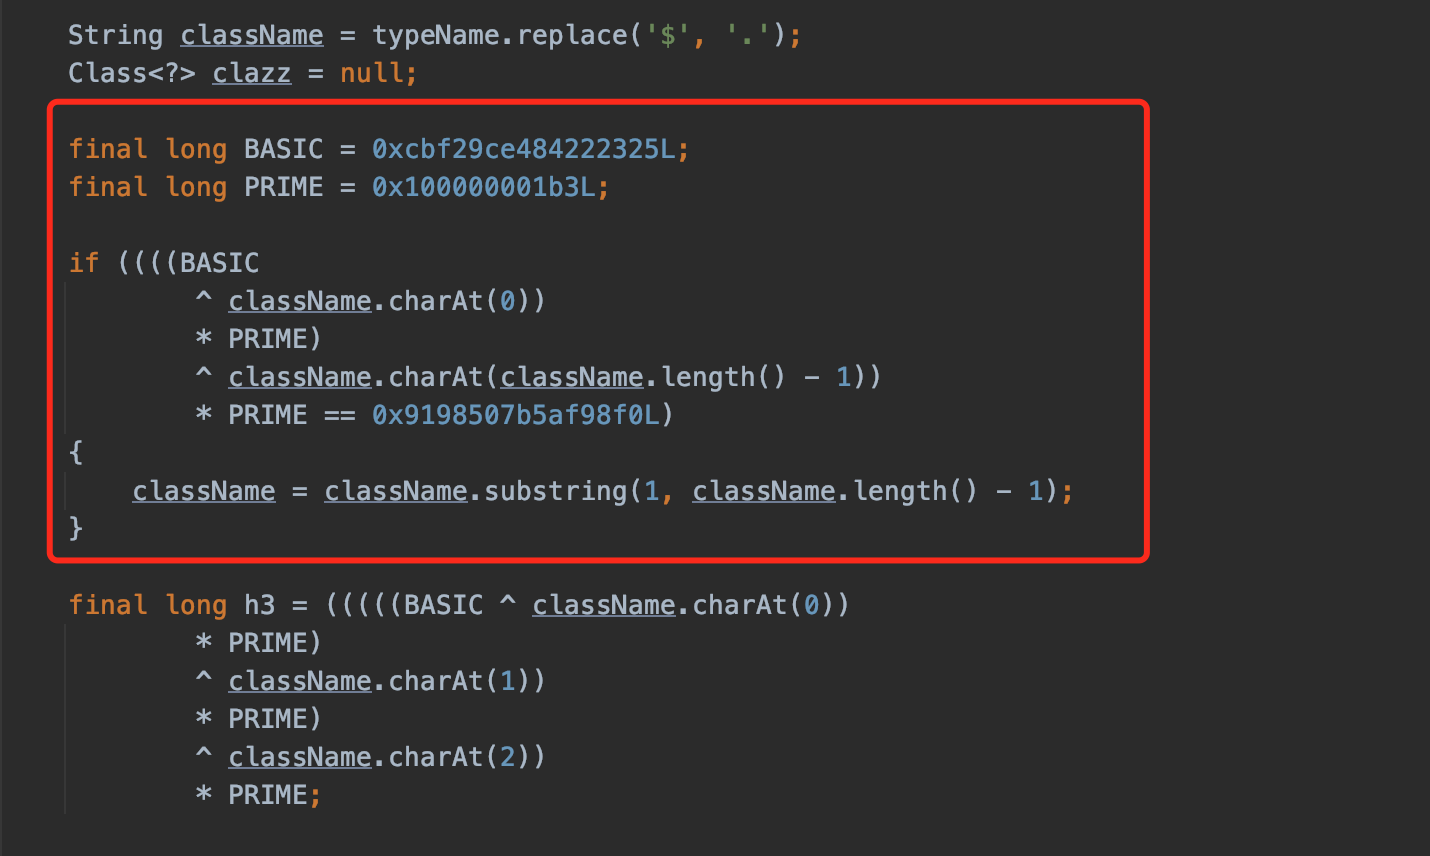 String className = typeName.replace('$', '.');
Class<?> clazz = null;
final long BASIC = 0xcbf29ce484222325L;
final long PRIME = 0x100000001b3L;
if ((((BASIC
^ className.charAt(0))
* PRIME)
^ className.charAt(className.length() - 1))
* PRIME == 0x9198507b5af98f0L)
{
className = className.substring(1, className.length() - 1);
}
final long h3 = (((((BASIC ^ className.charAt(0))
* PRIME)
^ className.charAt(1))
* PRIME)
^ className.charAt(2))
* PRIME;